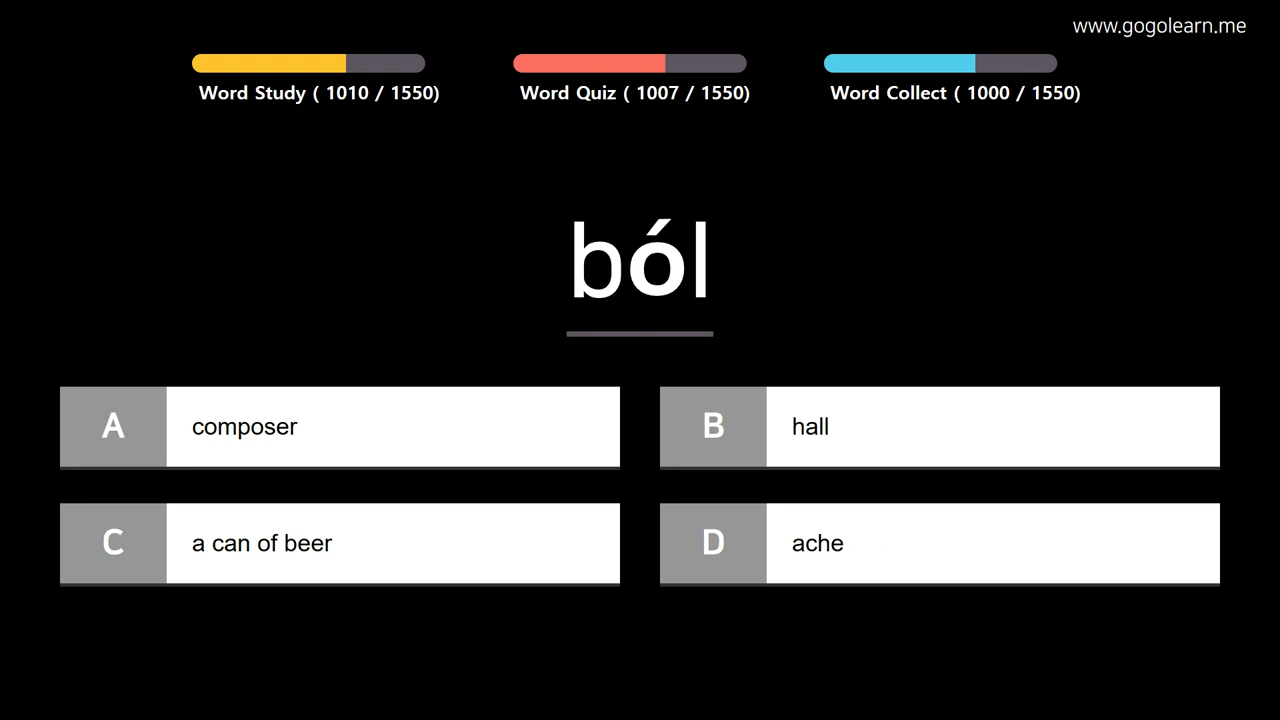 www.gogolearn.me
Word Study ( 1010 / 1550)
Word Quiz ( 1007 / 1550)
Word Collect ( 1000 / 1550)
ból
A composer
B hall
C a can of beer
D ache